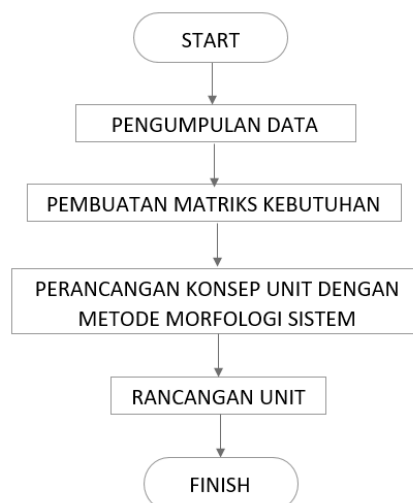 START
PENGUMPULAN DATA
PEMBUATAN MATRIKS KEBUTUHAN
PERANCANGAN KONSEP UNIT DENGAN
METODE MORFOLOGI SISTEM
RANCANGAN UNIT
FINISH